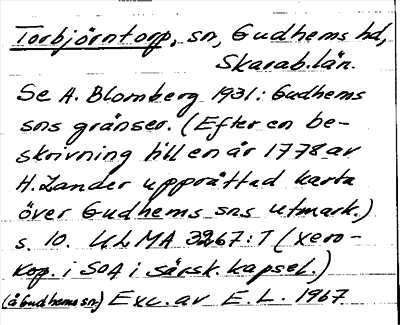 Torbjörntorp, sn, Gudhems hd,
Skarab.län.
Se A. Blomberg 1931: Gudhems
sns gränser. (Efter en be-
skrivning till en år 1778 av
H. Zander upprättad karta
över Gudhems sns utmark.)
s. 10. ULMA 3267:7 (xero-
kop. i SOA i särsk. kapsel.)
(å Gudhems sn) Exc. av E. L. 1967